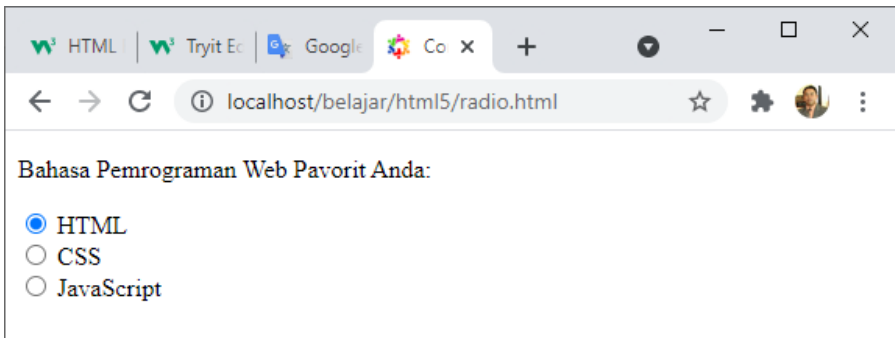 HTML
Tryit Ec
Google
Co
localhost/belajar/html5/radio.html
Bahasa Pemrograman Web Pavorit Anda:
HTML
CSS
JavaScript